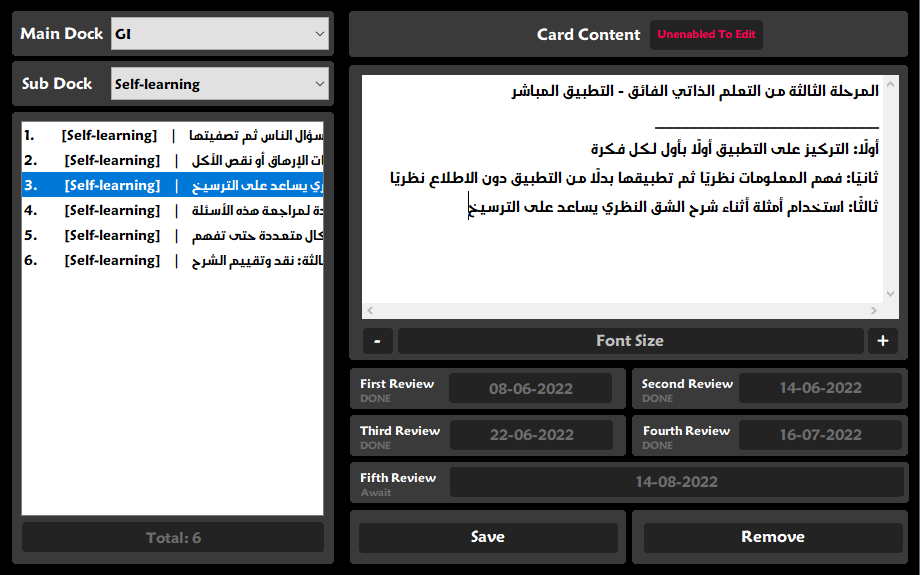 Main Dock GI
Sub Dock Self-learning
1. [Self-learning] | سؤال الناس ثم تصفيتها
2. [Self-learning] | ات الإرهاق أو نقص الأكل
3. [Self-learning] | ري يساعد على الترسيخ
4. [Self-learning] | دة لمراجعة هذه الأسئلة
5. [Self-learning] | كال متعددة حتى تفهم
6. [Self-learning] | الثة: نقد وتقييم الشرح
Total: 6
Card Content Unenabled To Edit
المرحلة الثالثة من التعلم الذاتي الفائق - التطبيق المباشر
أولًا: التركيز على التطبيق أولًا بأول لكل فكرة
ثانيًا: فهم المعلومات نظريًا ثم تطبيقها بدلًا من التطبيق دون الاطلاع نظريًا
ثالثًا: استخدام أمثلة أثناء شرح الشق النظري يساعد على الترسيخ
- Font Size +
First Review 08-06-2022
DONE
Second Review 14-06-2022
DONE
Third Review 22-06-2022
DONE
Fourth Review 16-07-2022
DONE
Fifth Review 14-08-2022
Await
Save Remove